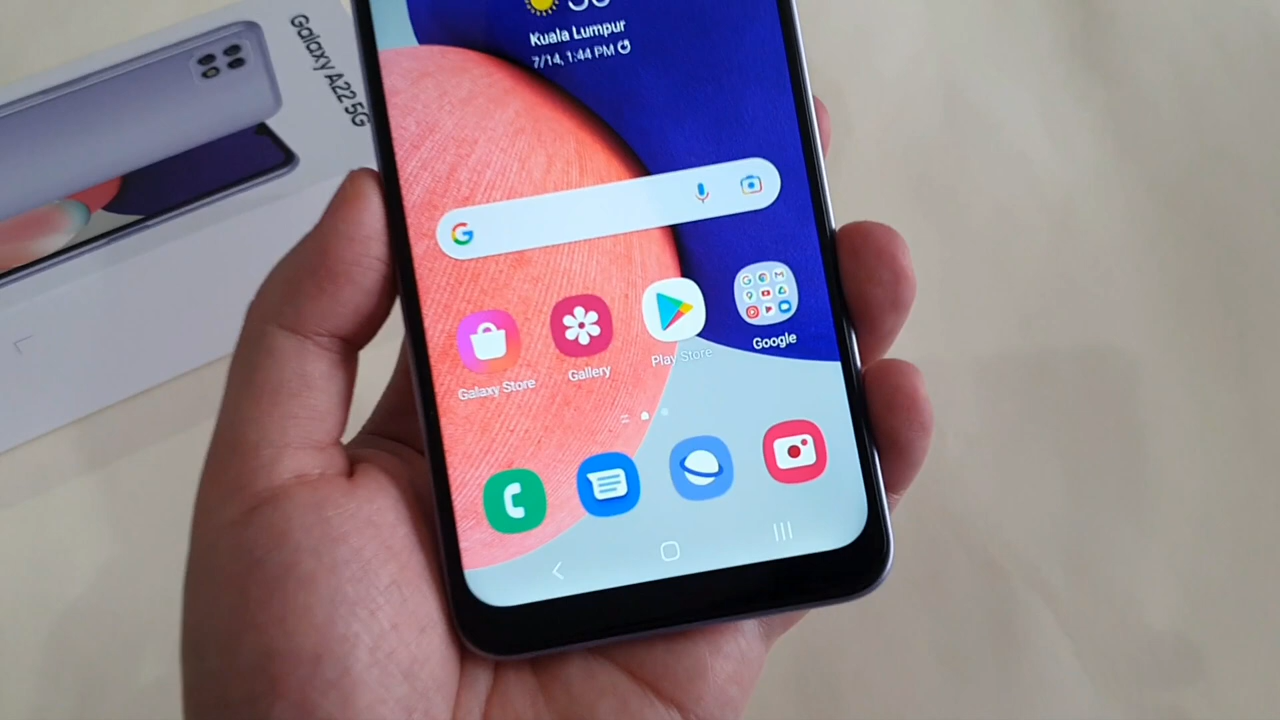 Galaxy A22 5G
Kuala Lumpur
7/14, 1:44 PM
Galaxy Store
Gallery
Play Store
Google